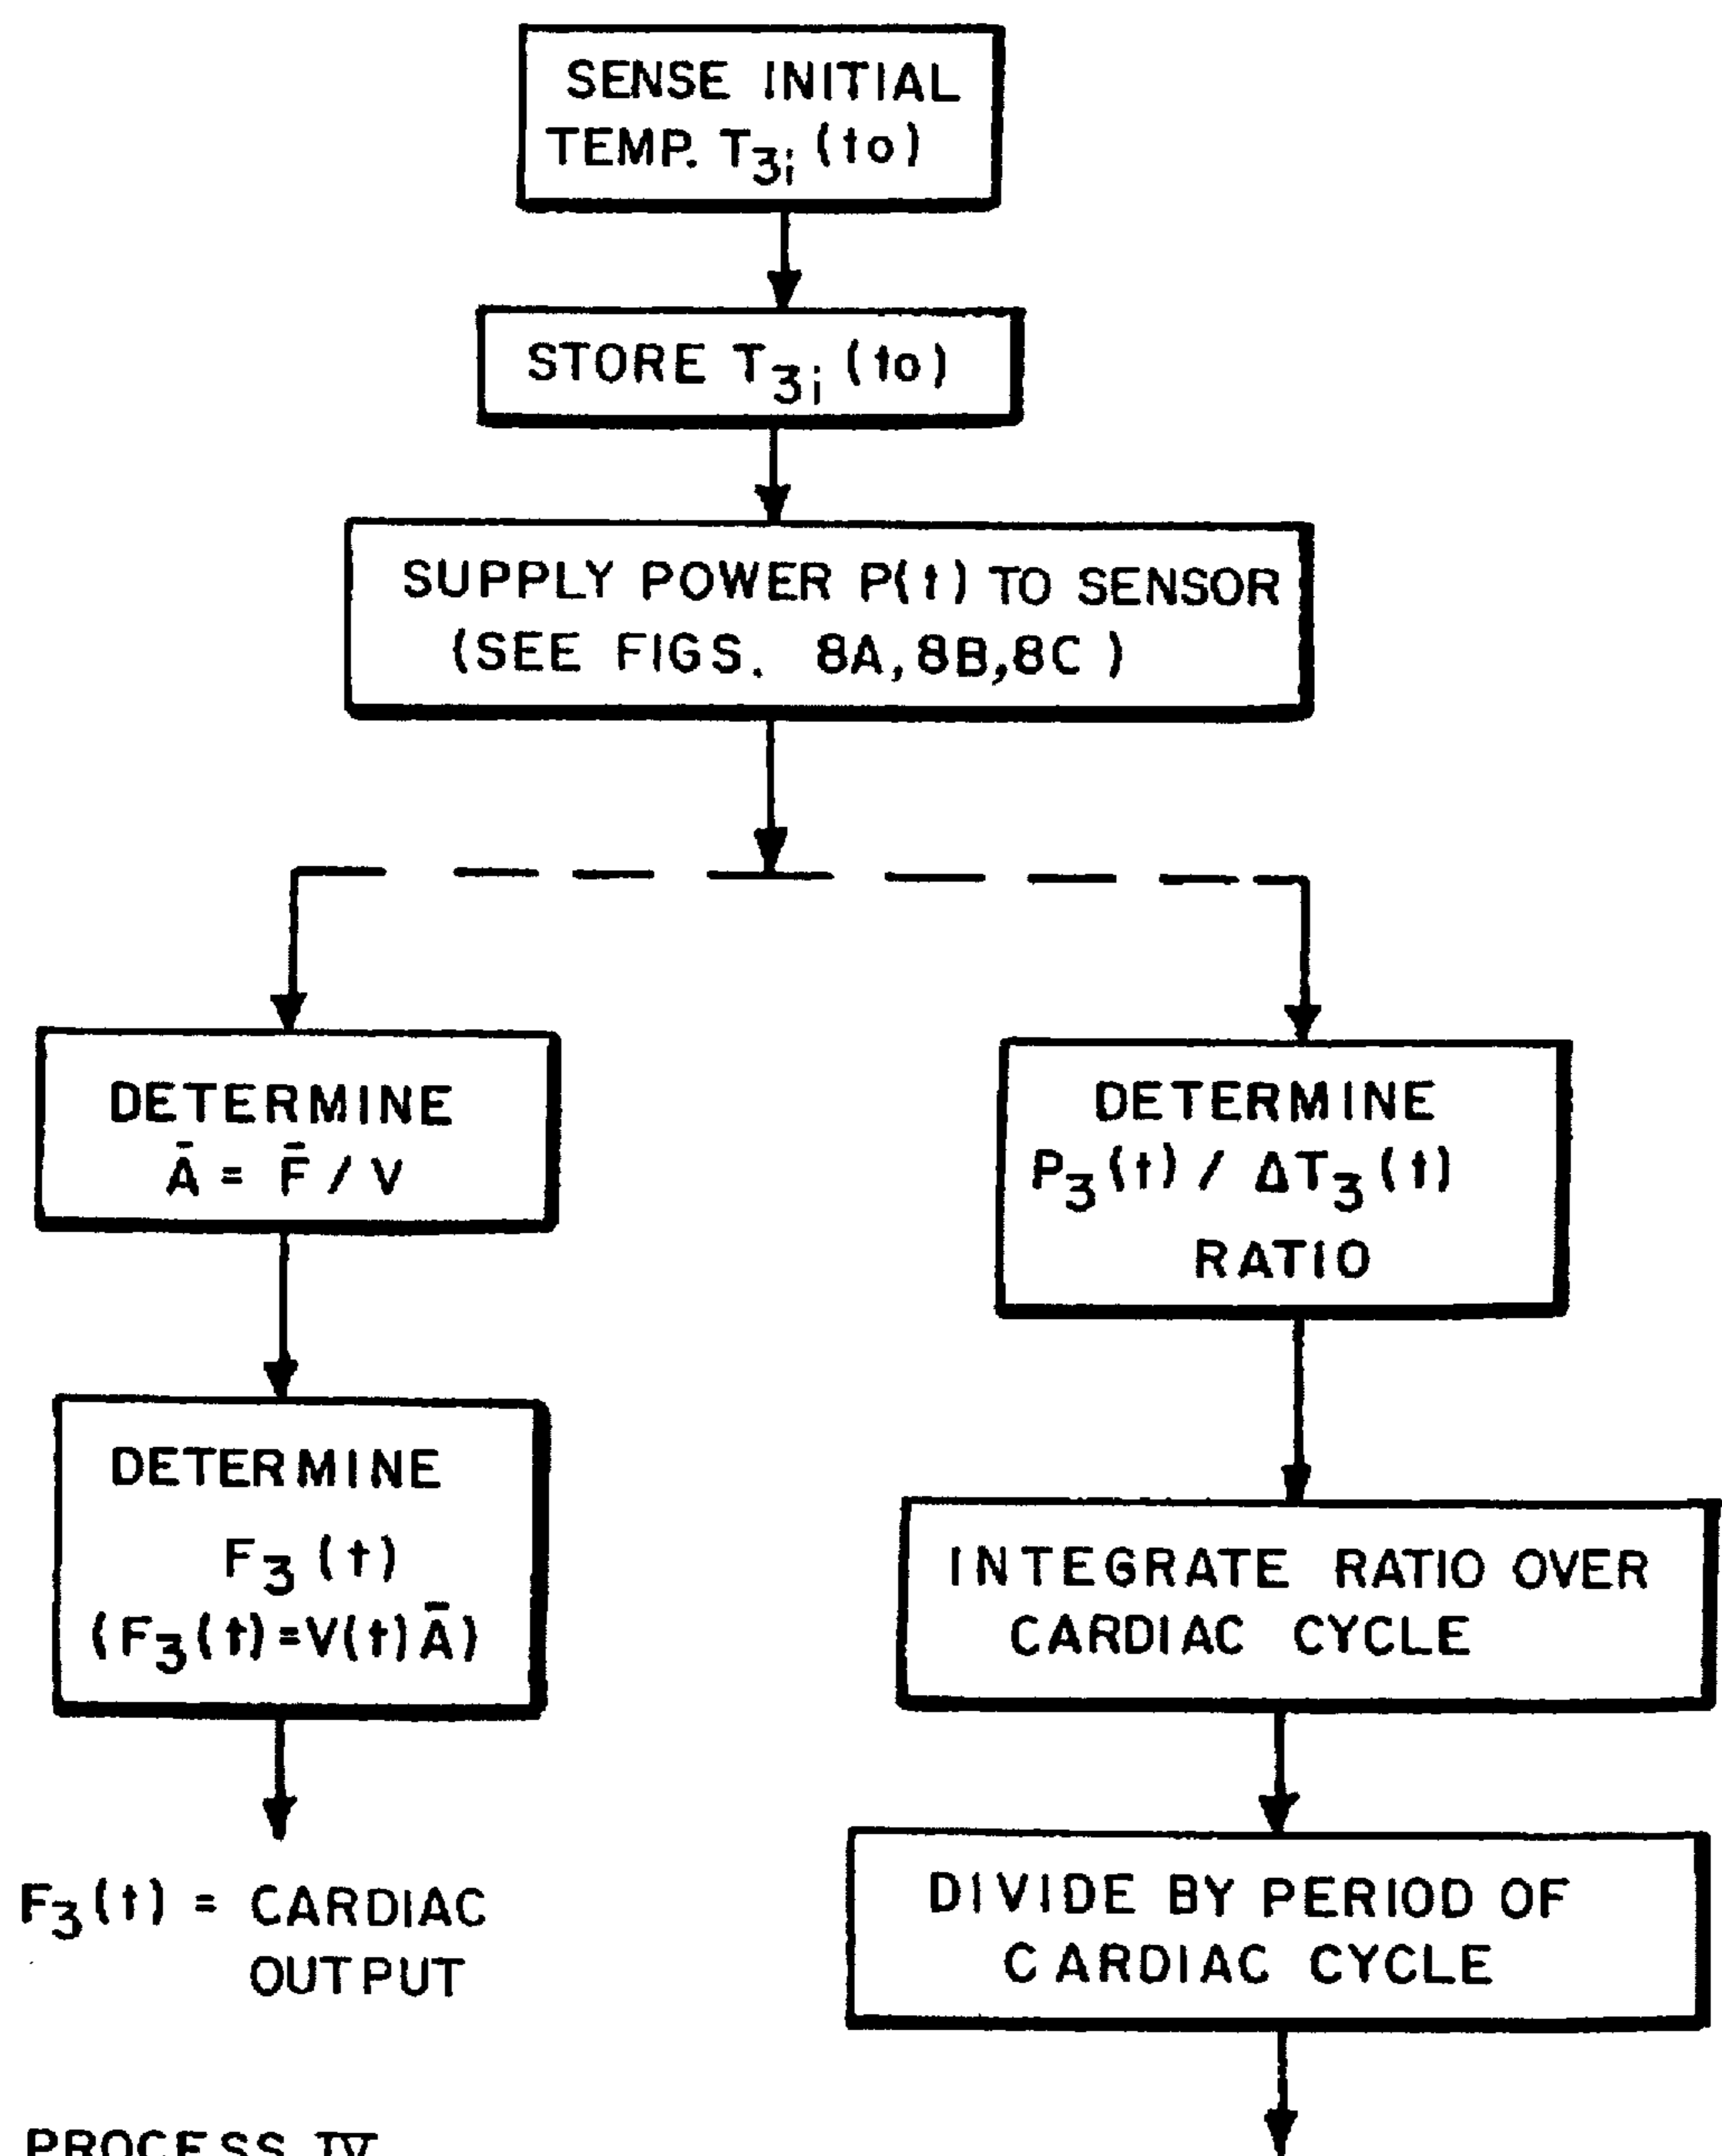 SENSE INITIAL
TEMP. T3i (to)
STORE T3i (to)
SUPPLY POWER P(t) TO SENSOR
(SEE FIGS. 8A,8B,8C )
DETERMINE
Ā = F̄ / V
DETERMINE
F3 (t)
(F3(t)=V(t)Ā)
F3(t) = CARDIAC
OUTPUT
DETERMINE
P3(t) / ΔT3(t)
RATIO
INTEGRATE RATIO OVER
CARDIAC CYCLE
DIVIDE BY PERIOD OF
CARDIAC CYCLE
PROCESS IV